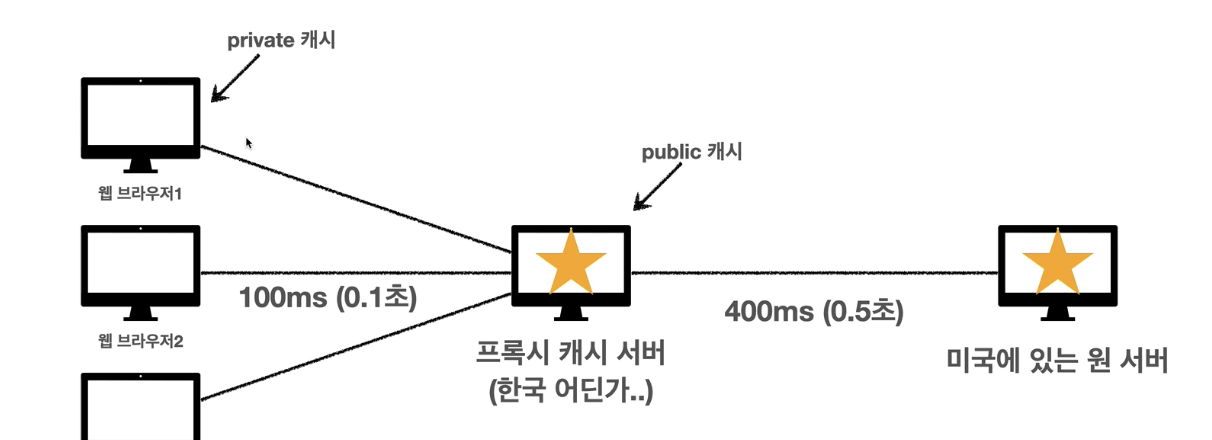 private 캐시
public 캐시
웹 브라우저1
100ms (0.1초)
400ms (0.5초)
웹 브라우저2
프록시 캐시 서버
(한국 어딘가..)
미국에 있는 원 서버